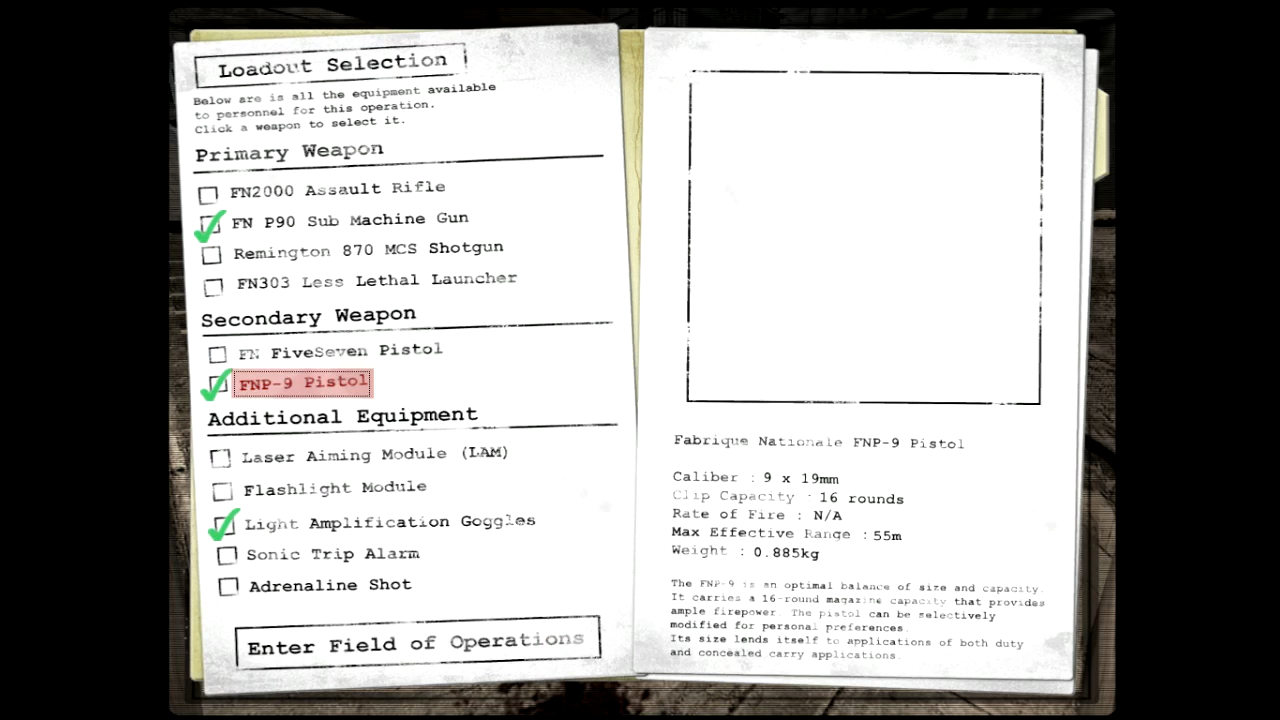 Loadout Selection
Below are is all the equipment available
to personnel for this operation.
Click a weapon to select it.
Primary Weapon
FN2000 Assault Rifle
FN P90 Sub Machine Gun
Remington 870 MCS Shotgun
FN303 Less Lethal Launcher
Secondary Weapon
FN FiveSeven Pistol
FNP-9 Pistol
Additional Equipment
Laser Aiming Module (LAM)
Flashlight Module
Light Amplification Goggles
Sonic Trip Alarm
Adrenaline Shot
Enter Field of Operations
Fabrique Nationale FNP-9 Pistol
Caliber : 9 x 19mm
Clip Capacity : 16 rounds
Rate of Fire :
Max Effective Range : 55m
Weight : 0.885kg
The FNP-9 is an optimal balance of size and capacity.
It carries a 16-round magazine capacity that provides
ample firepower. The pistol can be selectively
modified for personal preferences
Its size lends itself to applications of both duty
and concealed carry applications